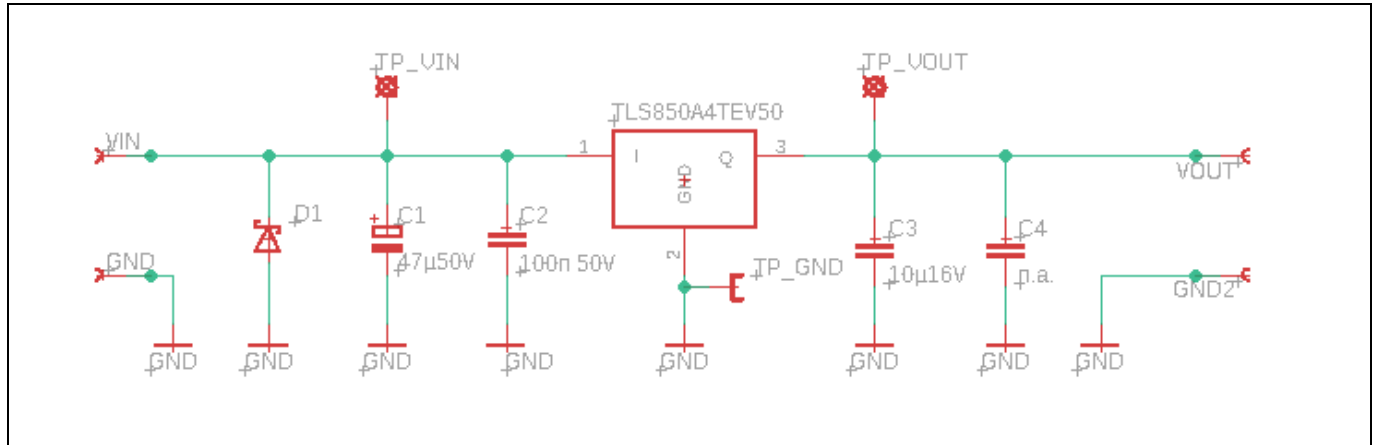 TP_VIN
TP_VOUT
TLS850A4TEV50
VIN
1
I
GND
Q
3
VOUT
D1
C1
C2
C3
C4
GND
47µ50V
100n 50V
2
TP_GND
10µ16V
n.a.
GND2
GND
GND
GND
GND
GND
GND
GND
GND